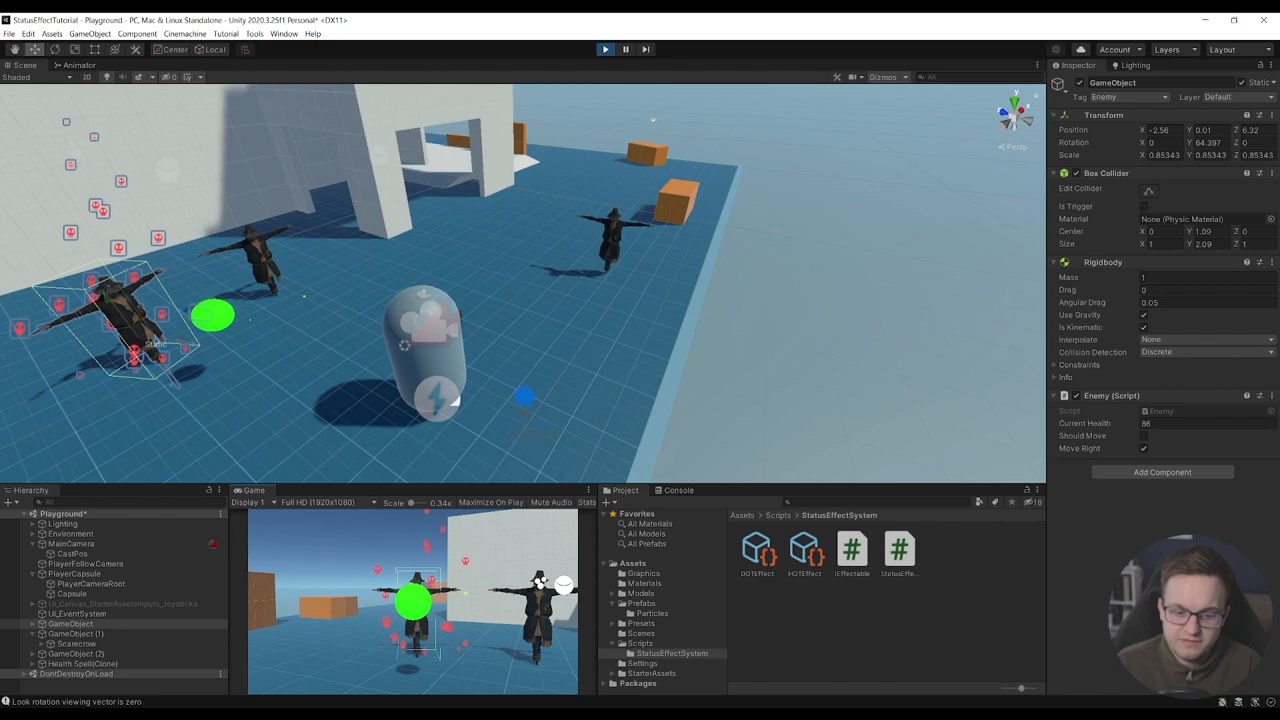 StatusEffectTutorial - Playground - PC, Mac & Linux Standalone - Unity 2020.3.25f1 Personal* <DX11>
File Edit Assets GameObject Component Cinemachine Tutorial Tools Window Help
Center Local Account Layers Layout
Scene Animator
Shaded 2D 0 Gizmos All
y
x
Persp
Static
Inspector Lighting
GameObject Static
Tag Enemy Layer Default
Transform
Position X -2.56 Y 0.01 Z 6.32
Rotation X 0 Y 64.397 Z 0
Scale X 0.85343 Y 0.85343 Z 0.85343
Box Collider
Edit Collider
Is Trigger
Material None (Physic Material)
Center X 0 Y 1.09 Z 0
Size X 1 Y 2.09 Z 1
Rigidbody
Mass 1
Drag 0
Angular Drag 0.05
Use Gravity
Is Kinematic
Interpolate None
Collision Detection Discrete
Constraints
Info
Enemy (Script)
Script Enemy
Current Health 86
Should Move
Move Right
Add Component
Hierarchy
All
Playground*
Lighting
Environment
MainCamera
CastPos
PlayerFollowCamera
PlayerCapsule
PlayerCameraRoot
Capsule
UI_Canvas_StarterAssetsInputs_Joysticks
UI_EventSystem
GameObject
GameObject (1)
Scarecrow
GameObject (2)
Health Spell(Clone)
DontDestroyOnLoad
Game
Display 1 Full HD (1920x1080) Scale 0.34x Maximize On Play Mute Audio Stats
Project Console
18
Favorites
All Materials
All Models
All Prefabs
Assets
Graphics
Materials
Models
Prefabs
Particles
Presets
Scenes
Scripts
StatusEffectSystem
Settings
StarterAssets
Packages
Assets > Scripts > StatusEffectSystem
DOTEffect HOTEffect IEffectable StatusEffe...
Look rotation viewing vector is zero